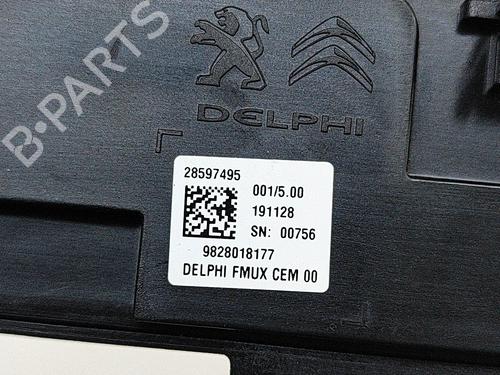 B-PARTS
DELPHI
28597495
001/5.00
191128
SN: 00756
9828018177
DELPHI FMUX CEM 00